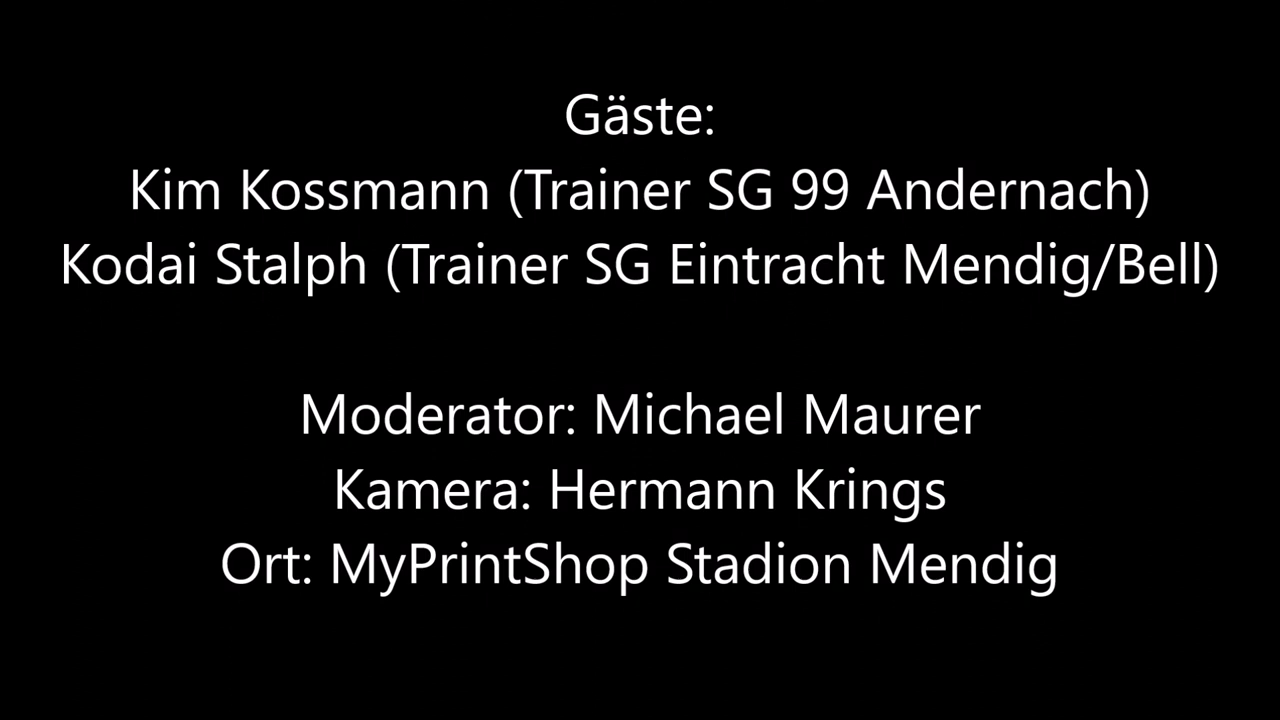 Gäste:
Kim Kossmann (Trainer SG 99 Andernach)
Kodai Stalph (Trainer SG Eintracht Mendig/Bell)
Moderator: Michael Maurer
Kamera: Hermann Krings
Ort: MyPrintShop Stadion Mendig